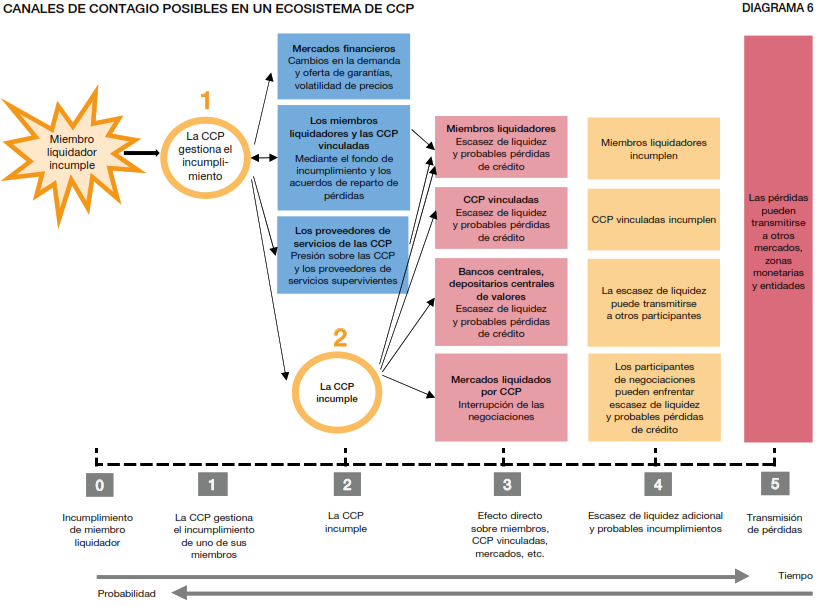 CANALES DE CONTAGIO POSIBLES EN UN ECOSISTEMA DE CCP
DIAGRAMA 6
Miembro
liquidador
incumple
1
La CCP
gestiona el
incumpli-
miento
Mercados financieros
Cambios en la demanda
y oferta de garantías,
volatilidad de precios
Los miembros
liquidadores y las CCP
vinculadas
Mediante el fondo de
incumplimiento y los
acuerdos de reparto de
pérdidas
Los proveedores de
servicios de las CCP
Presión sobre las CCP
y los proveedores de
servicios supervivientes
2
La CCP
incumple
Miembros liquidadores
Escasez de liquidez
y probables pérdidas
de crédito
CCP vinculadas
Escasez de liquidez
y probables pérdidas
de crédito
Bancos centrales,
depositarios centrales
de valores
Escasez de liquidez
y probables pérdidas
de crédito
Mercados liquidados
por CCP
Interrupción de las
negociaciones
Miembros liquidadores
incumplen
CCP vinculadas incumplen
La escasez de liquidez
puede transmitirse
a otros participantes
Los participantes
de negociaciones
pueden enfrentar
escasez de liquidez
y probables pérdidas
de crédito
Las pérdidas
pueden
transmitirse
a otros
mercados,
zonas
monetarias
y entidades
0
Incumplimiento
de miembro
liquidador
1
La CCP gestiona
el incumplimiento
de uno de sus
miembros
2
La CCP
incumple
3
Efecto directo
sobre miembros,
CCP vinculadas,
mercados, etc.
4
Escasez de liquidez adicional
y probables incumplimientos
5
Transmisión
de pérdidas
Tiempo
Probabilidad